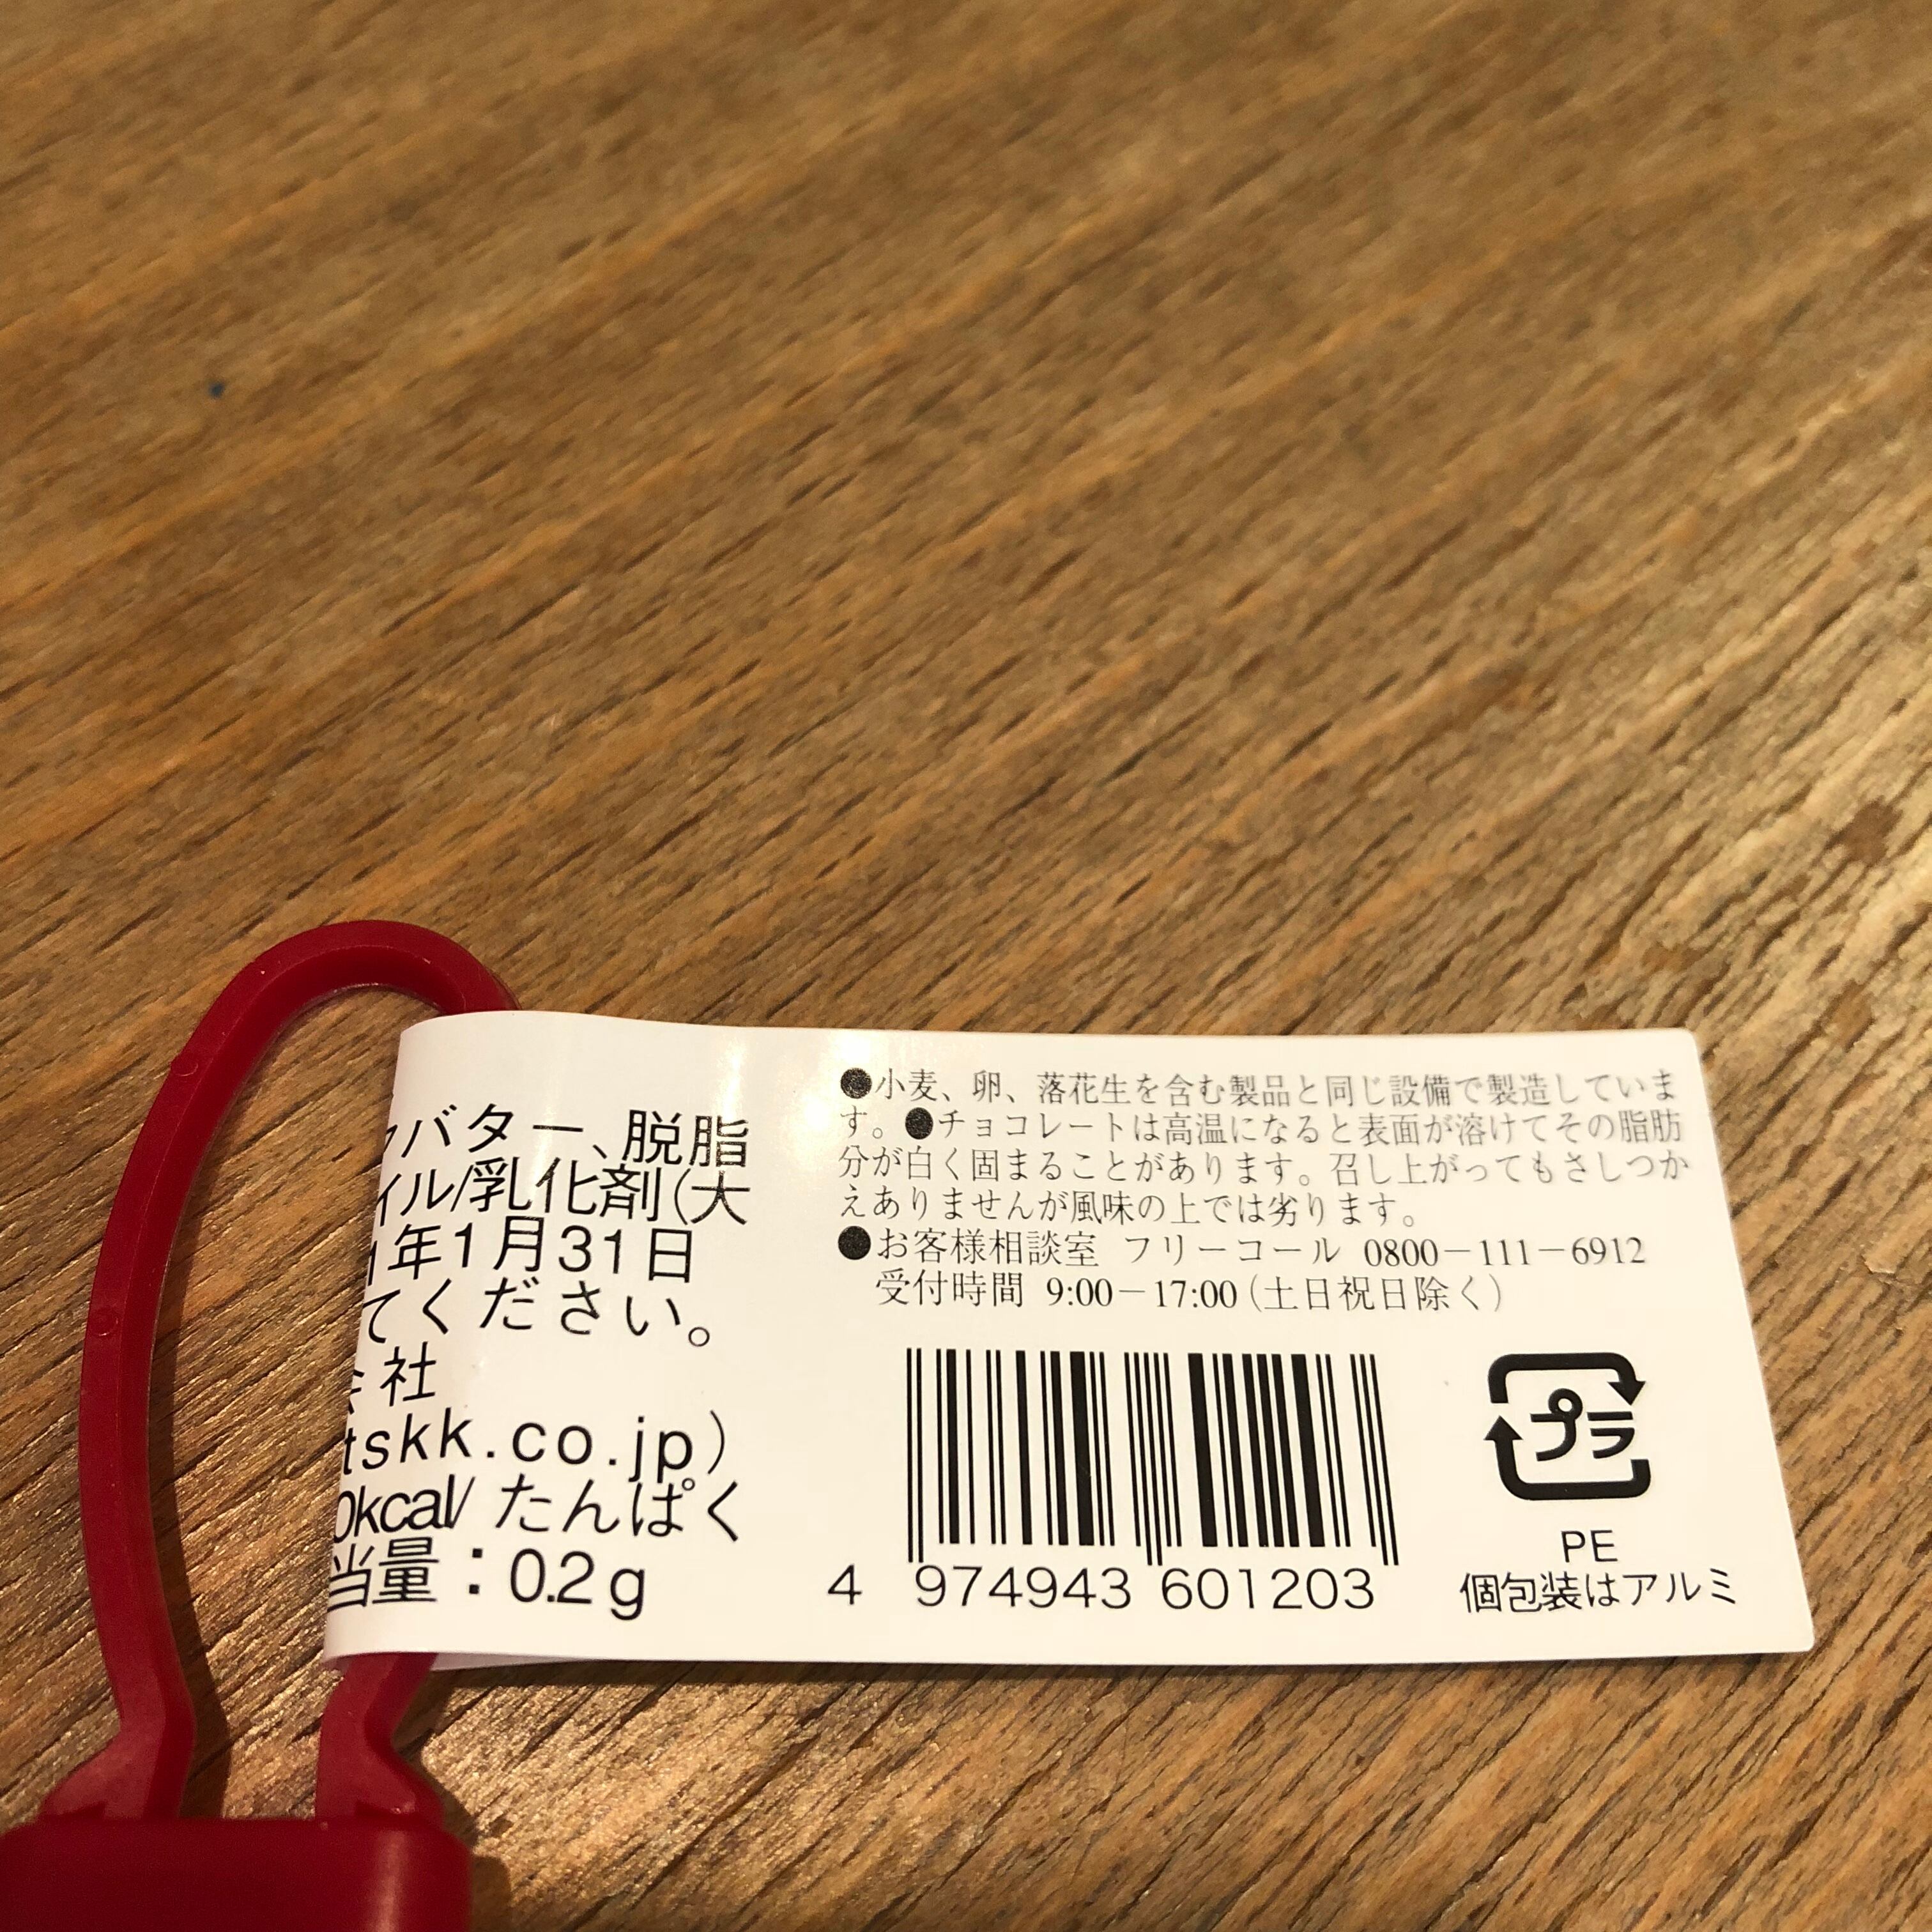 バター、脱脂
イル/乳化剤(大
1年1月31日
てください。
社
tskk.co.jp)
0kcal/ たんぱく
当量：0.2g
●小麦、卵、落花生を含む製品と同じ設備で製造していま
す。●チョコレートは高温になると表面が溶けてその脂肪
分が白く固まることがあります。召し上がってもさしつか
えありませんが風味の上では劣ります。
●お客様相談室 フリーコール 0800－111－6912
受付時間 9:00－17:00(土日祝日除く)
4 974943 601203
プラ
PE
個包装はアルミ